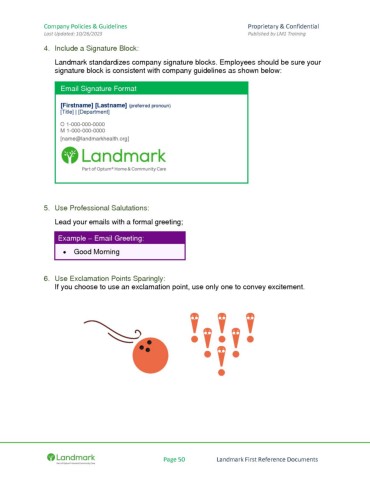 Company Policies & Guidelines Proprietary & Confidential
Last Updated: 10/28/2020 Published by LMS Training
4. Include a Signature Block:
Landmark standardizes company signature blocks. Employees should be sure your
signature block is consistent with company guidelines as shown below:
Email Signature Format
[Firstname] [Lastname] (preferred pronoun)
[Title] | [Department]
O 1-000-000-0000
M 1-000-000-0000
[name@landmarkhealth.org]
Landmark
Part of Optum® Home & Community Care
5. Use Professional Salutations:
Lead your emails with a formal greeting;
Example – Email Greeting:
• Good Morning
6. Use Exclamation Points Sparingly:
If you choose to use an exclamation point, use only one to convey excitement.
Landmark
Page 50 Landmark First Reference Documents